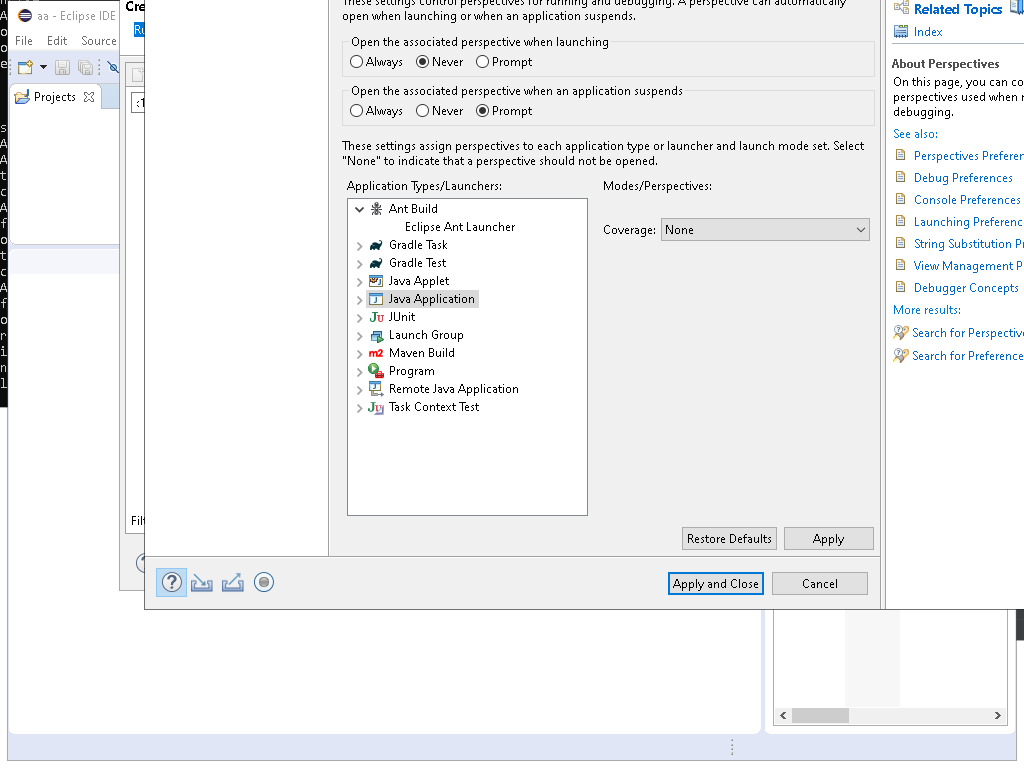 aa - Eclipse IDE
File Edit Source
Projects
Cre
Ru
:1
Filt
These settings control perspectives for running and debugging. A perspective can automatically
open when launching or when an application suspends.
Open the associated perspective when launching
Always Never Prompt
Open the associated perspective when an application suspends
Always Never Prompt
These settings assign perspectives to each application type or launcher and launch mode set. Select
"None" to indicate that a perspective should not be opened.
Application Types/Launchers:
Modes/Perspectives:
Ant Build
Eclipse Ant Launcher
Gradle Task
Gradle Test
Java Applet
Java Application
JUnit
Launch Group
Maven Build
Program
Remote Java Application
Task Context Test
Coverage: None
Restore Defaults Apply
Apply and Close Cancel
Related Topics
Index
About Perspectives
On this page, you can co
perspectives used when r
debugging.
See also:
Perspectives Preferen
Debug Preferences
Console Preferences
Launching Preferenc
String Substitution Pr
View Management P
Debugger Concepts
More results:
Search for Perspective
Search for Preference